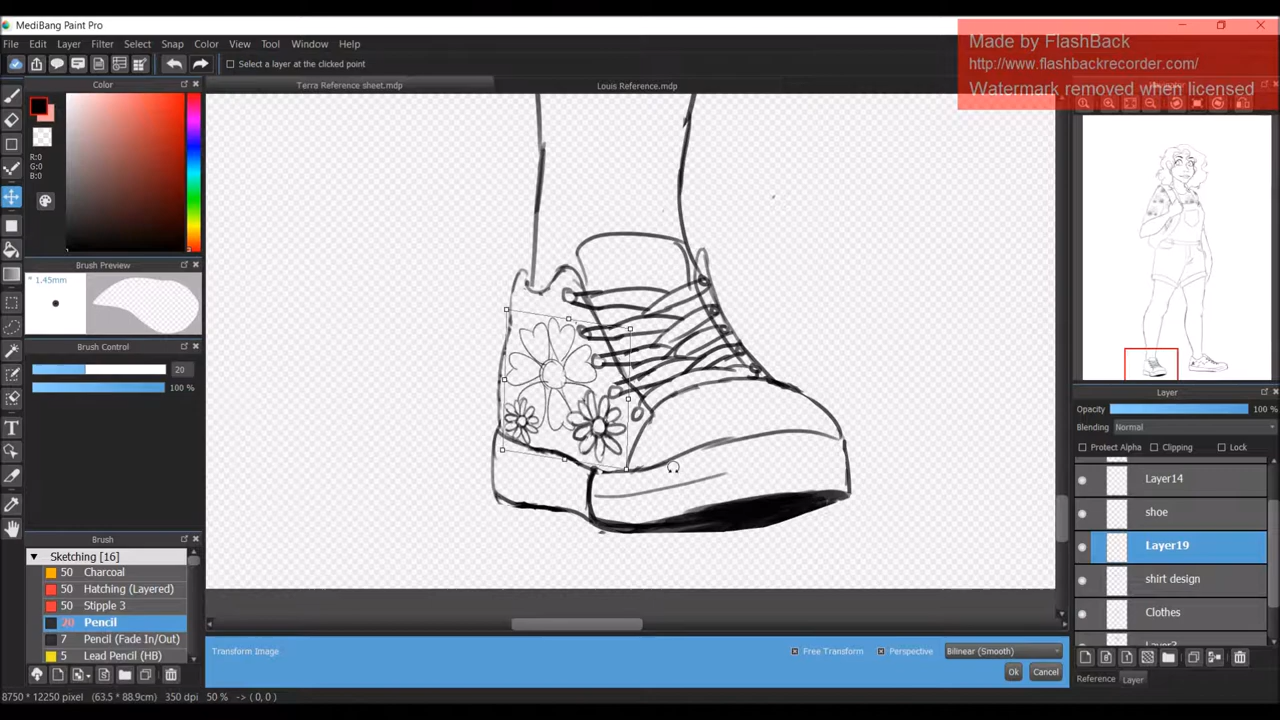 MediBang Paint Pro
Made by FlashBack
http://www.flashbackrecorder.com/
Watermark removed when licensed
File Edit Layer Filter Select Snap Color View Tool Window Help
Select a layer at the clicked point
Color
Terra Reference sheet.mdp
Louis Reference.mdp
R:0
G:0
B:0
Brush Preview
* 1.45mm
Brush Control
20
100 %
Brush
Sketching [16]
50 Charcoal
50 Hatching (Layered)
50 Stipple 3
20 Pencil
7 Pencil (Fade In/Out)
5 Lead Pencil (HB)
Layer
Opacity 100 %
Blending Normal
Protect Alpha Clipping Lock
Layer14
shoe
Layer19
shirt design
Clothes
Reference Layer
Transform Image
Free Transform Perspective Bilinear (Smooth)
Ok Cancel
8750 * 12250 pixel (63.5 * 88.9cm) 350 dpi 50 % -> ( 0, 0 )